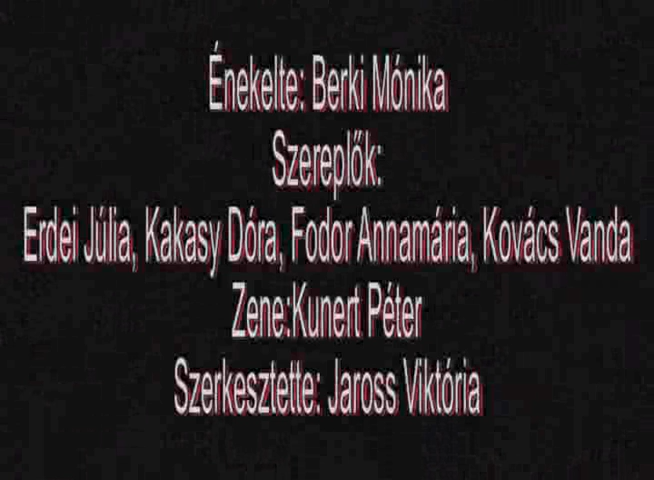 Énekelte: Berki Mónika
Szereplők:
Erdei Júlia, Kakasy Dóra, Fodor Annamária, Kovács Vanda
Zene:Kunert Péter
Szerkesztette: Jaross Viktória